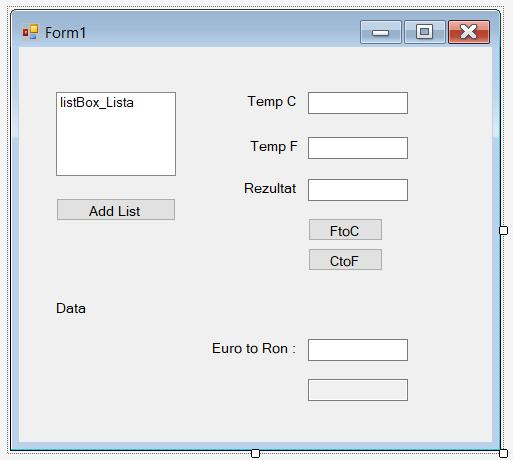 Form1
listBox_Lista
Add List
Temp C
Temp F
Rezultat
FtoC
CtoF
Data
Euro to Ron :